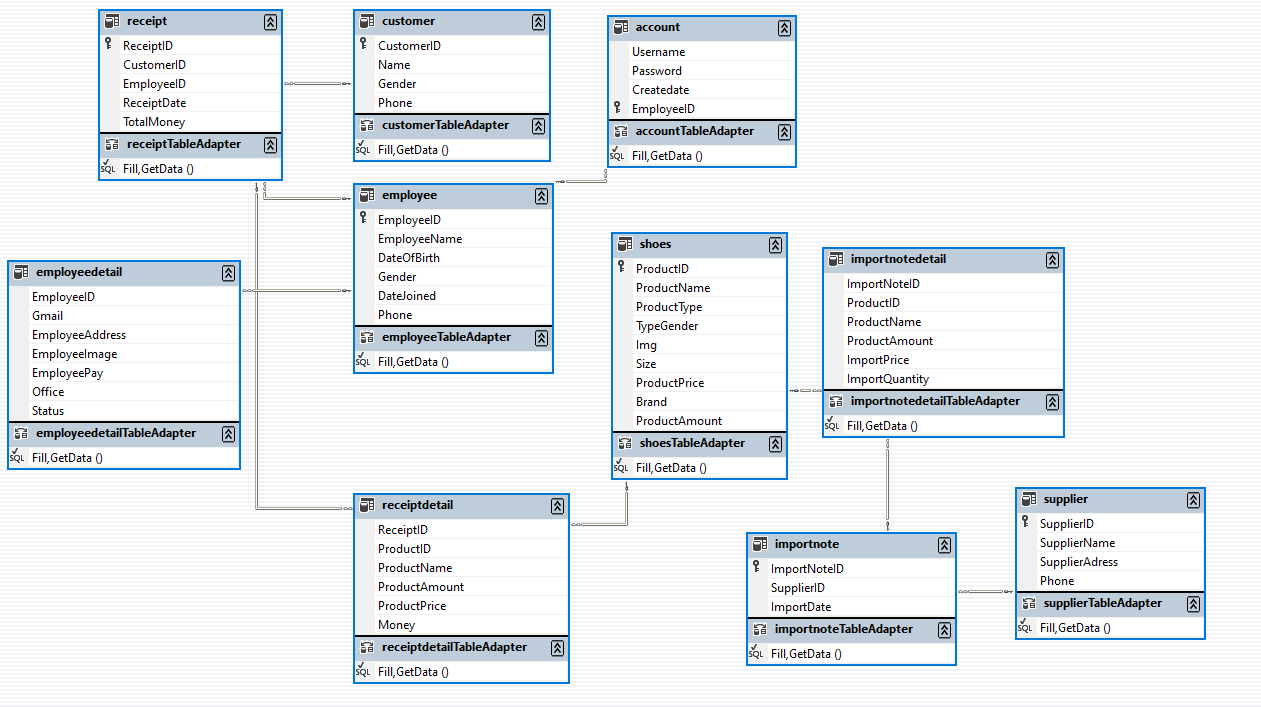 receipt
ReceiptID
CustomerID
EmployeeID
ReceiptDate
TotalMoney
receiptTableAdapter
SQL Fill,GetData ()
customer
CustomerID
Name
Gender
Phone
customerTableAdapter
SQL Fill,GetData ()
account
Username
Password
Createdate
EmployeeID
accountTableAdapter
SQL Fill,GetData ()
employee
EmployeeID
EmployeeName
DateOfBirth
Gender
DateJoined
Phone
employeeTableAdapter
SQL Fill,GetData ()
employeedetail
EmployeeID
Gmail
EmployeeAddress
EmployeeImage
EmployeePay
Office
Status
employeedetailTableAdapter
SQL Fill,GetData ()
shoes
ProductID
ProductName
ProductType
TypeGender
Img
Size
ProductPrice
Brand
ProductAmount
shoesTableAdapter
SQL Fill,GetData ()
importnotedetail
ImportNoteID
ProductID
ProductName
ProductAmount
ImportPrice
ImportQuantity
importnotedetailTableAdapter
SQL Fill,GetData ()
receiptdetail
ReceiptID
ProductID
ProductName
ProductAmount
ProductPrice
Money
receiptdetailTableAdapter
SQL Fill,GetData ()
importnote
ImportNoteID
SupplierID
ImportDate
importnoteTableAdapter
SQL Fill,GetData ()
supplier
SupplierID
SupplierName
SupplierAdress
Phone
supplierTableAdapter
SQL Fill,GetData ()